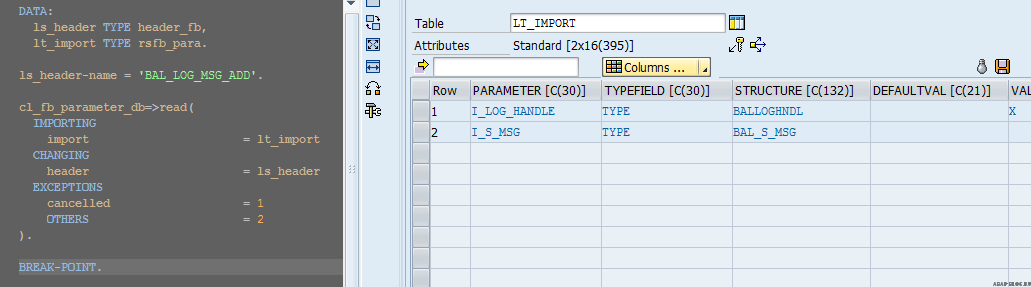 DATA:
ls_header TYPE header_fb,
lt_import TYPE rsfb_para.
ls_header-name = 'BAL_LOG_MSG_ADD'.
cl_fb_parameter_db=>read(
IMPORTING
import = lt_import
CHANGING
header = ls_header
EXCEPTIONS
cancelled = 1
OTHERS = 2
).
BREAK-POINT.
Table LT_IMPORT
Attributes Standard [2x16(395)]
Columns ...
Row PARAMETER [C(30)] TYPEFIELD [C(30)] STRUCTURE [C(132)] DEFAULTVAL [C(21)] VAL
1 I_LOG_HANDLE TYPE BALLOGHNDL X
2 I_S_MSG TYPE BAL_S_MSG